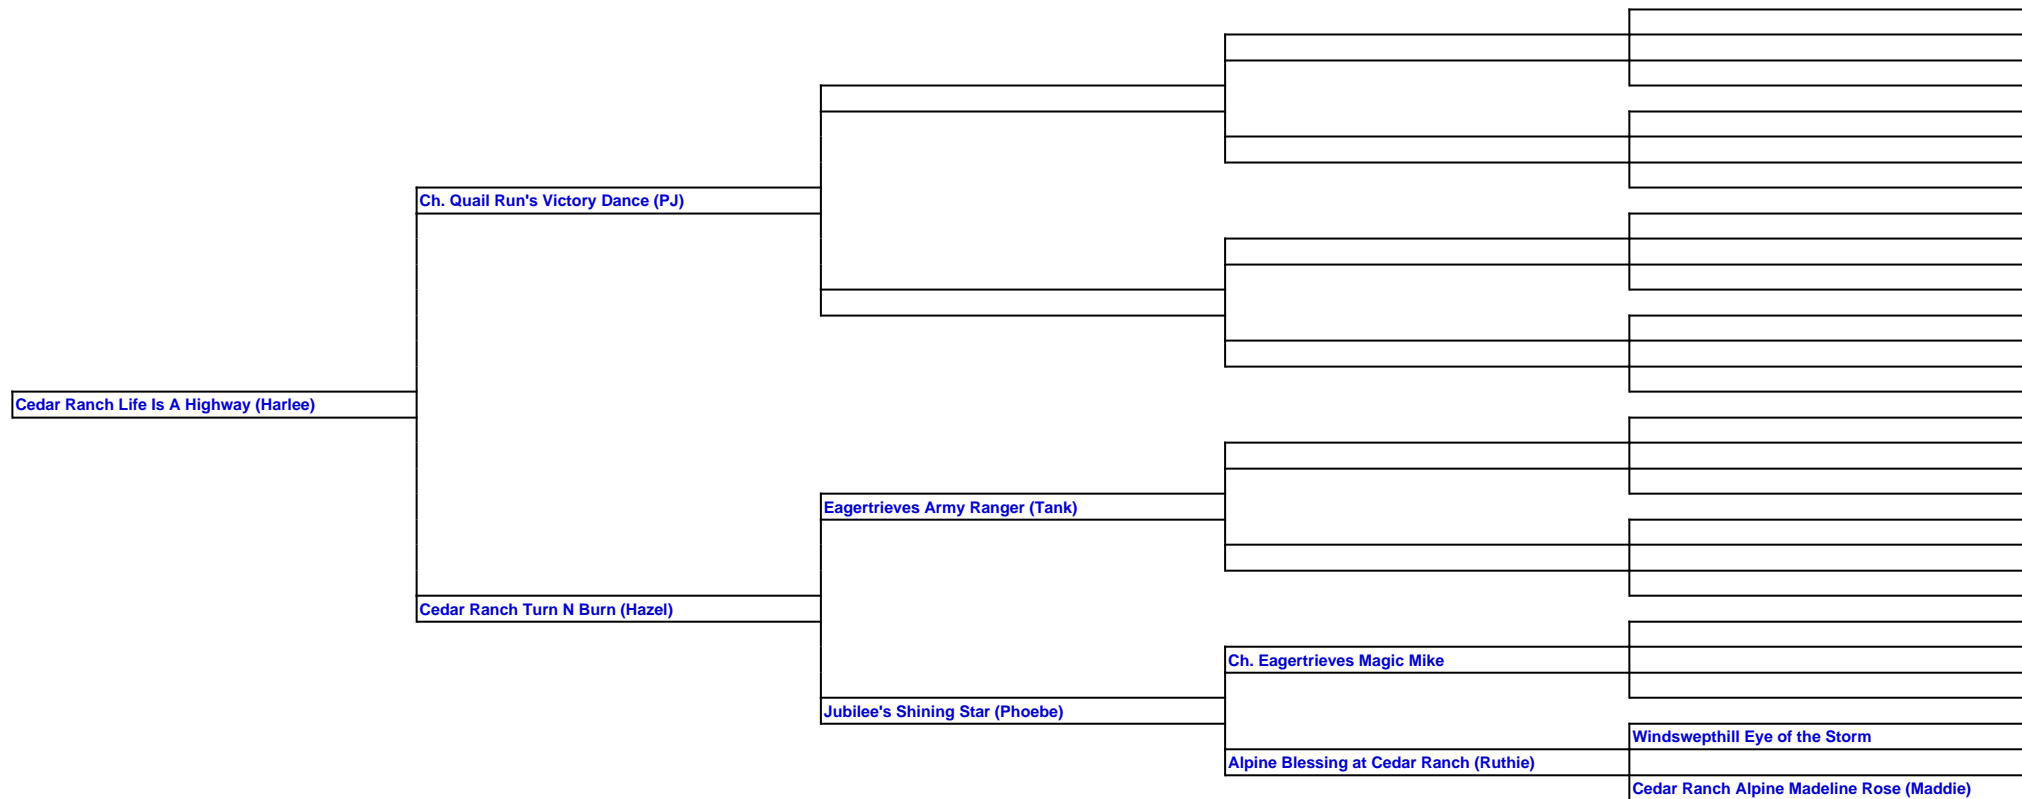 Ch. Quail Run's Victory Dance (PJ)
Cedar Ranch Life Is A Highway (Harlee)
Eagertrieves Army Ranger (Tank)
Cedar Ranch Turn N Burn (Hazel)
Ch. Eagertrieves Magic Mike
Jubilee's Shining Star (Phoebe)
Windswepthill Eye of the Storm
Alpine Blessing at Cedar Ranch (Ruthie)
Cedar Ranch Alpine Madeline Rose (Maddie)